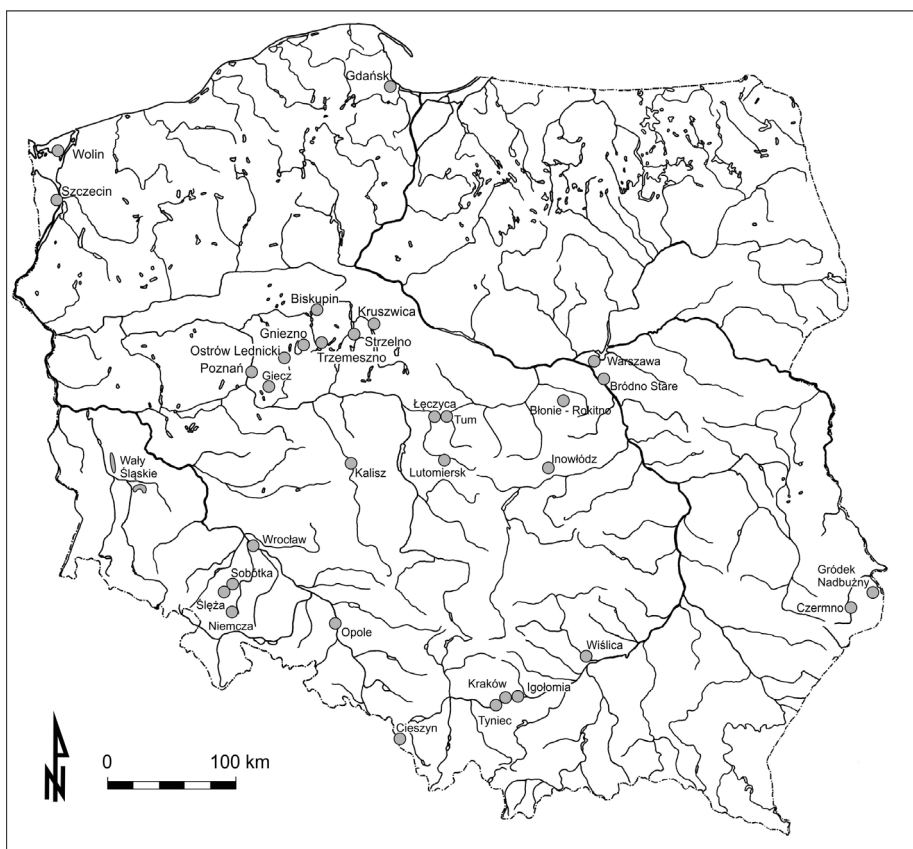 Gdańsk
Wolin
Szczecin
Biskupin
Kruszwica
Gniezno
Strzelno
Ostrów Lednicki
Trzemeszno
Poznań
Giecz
Warszawa
Bródno Stare
Błonie - Rokitno
Łęczyca
Tum
Wały
Śląskie
Kalisz
Lutomiersk
Inowłódz
Wrocław
Sobótka
Ślęża
Niemcza
Opole
Gródek
Nadbużny
Czermno
Wiślica
Kraków
Igołomia
Tyniec
Cieszyn
N
0 100 km